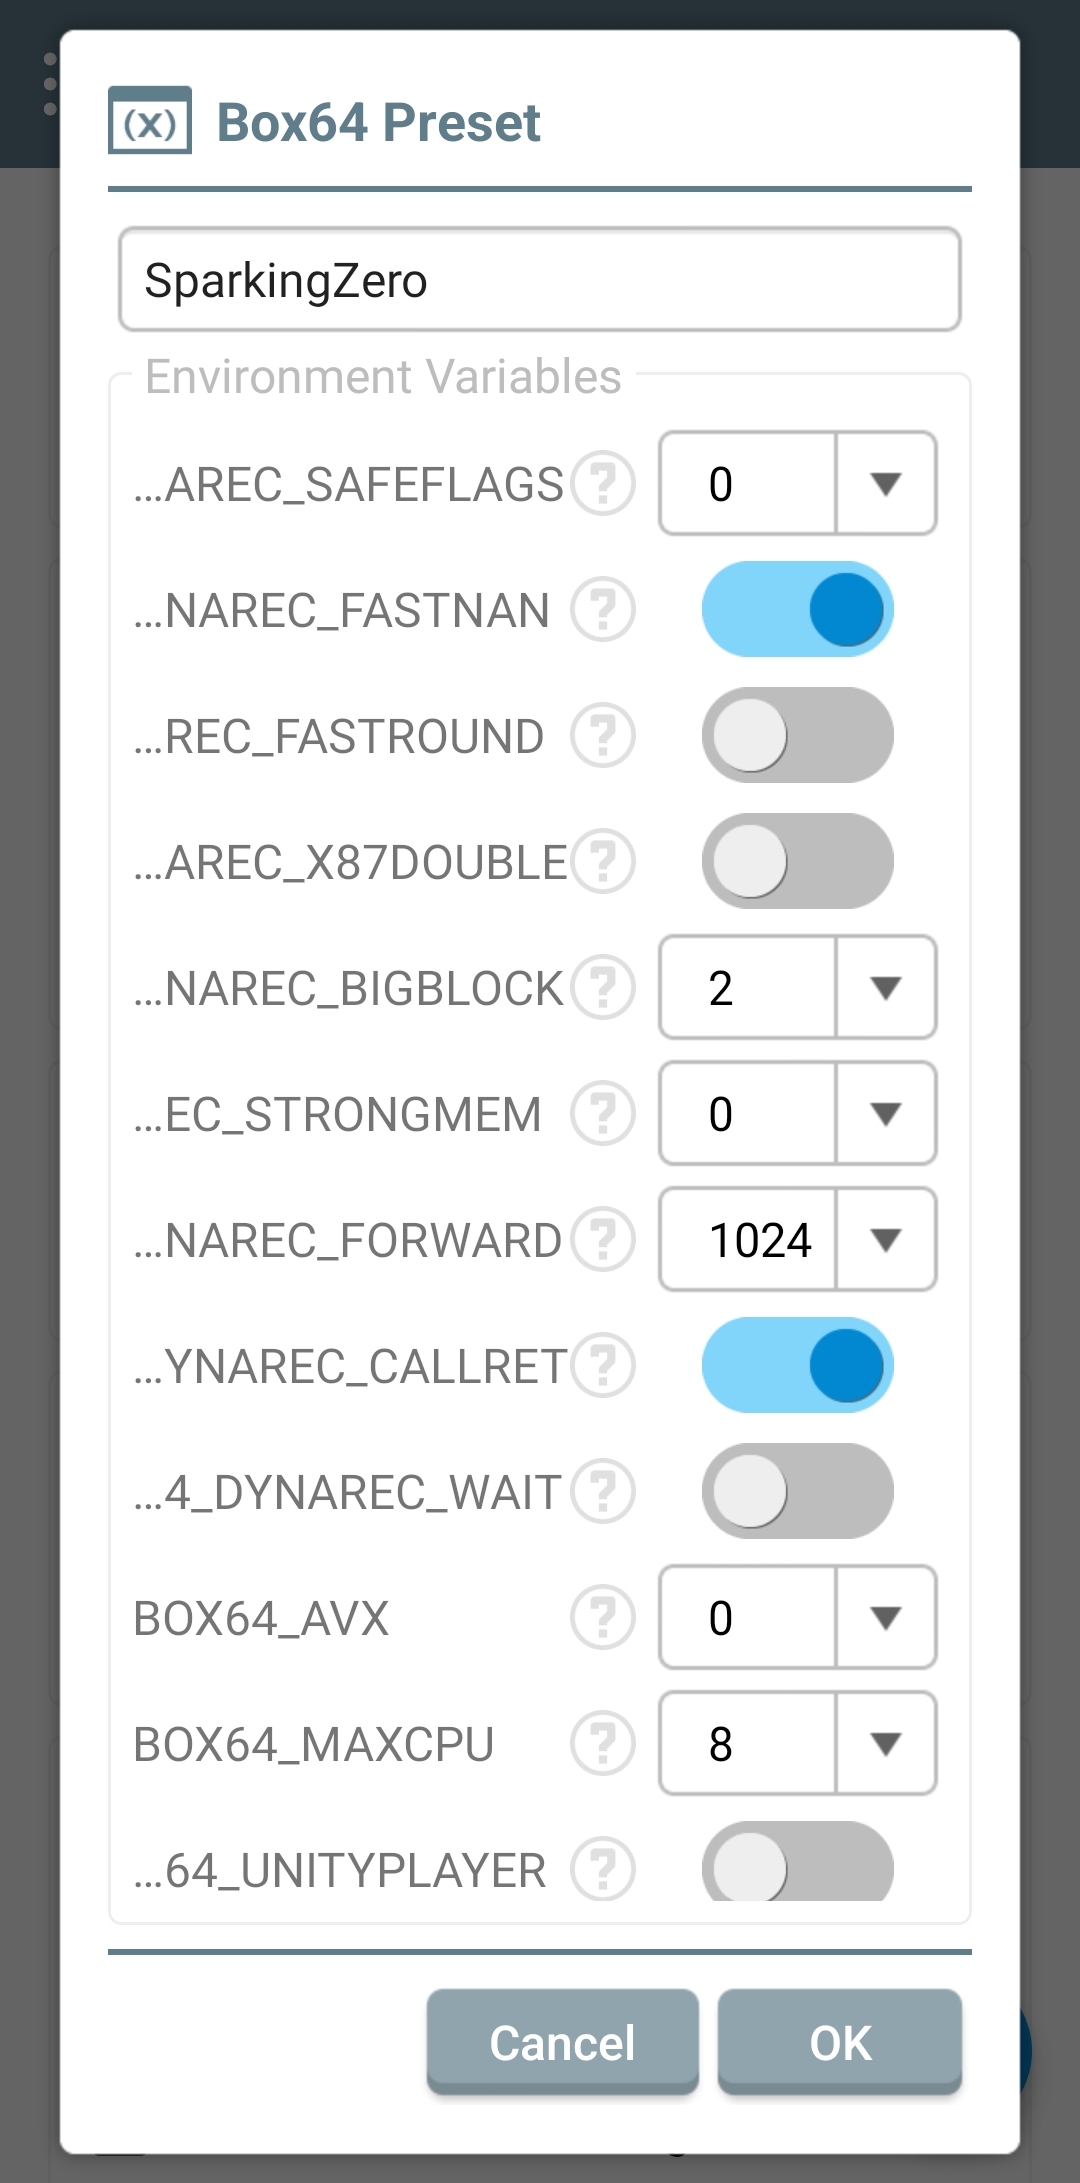 (x) Box64 Preset
SparkingZero
Environment Variables
...AREC_SAFEFLAGS ? 0
...NAREC_FASTNAN ?
...REC_FASTROUND ?
...AREC_X87DOUBLE ?
...NAREC_BIGBLOCK ? 2
...EC_STRONGMEM ? 0
...NAREC_FORWARD ? 1024
...YNAREC_CALLRET ?
...4_DYNAREC_WAIT ?
BOX64_AVX ? 0
BOX64_MAXCPU ? 8
...64_UNITYPLAYER ?
Cancel OK